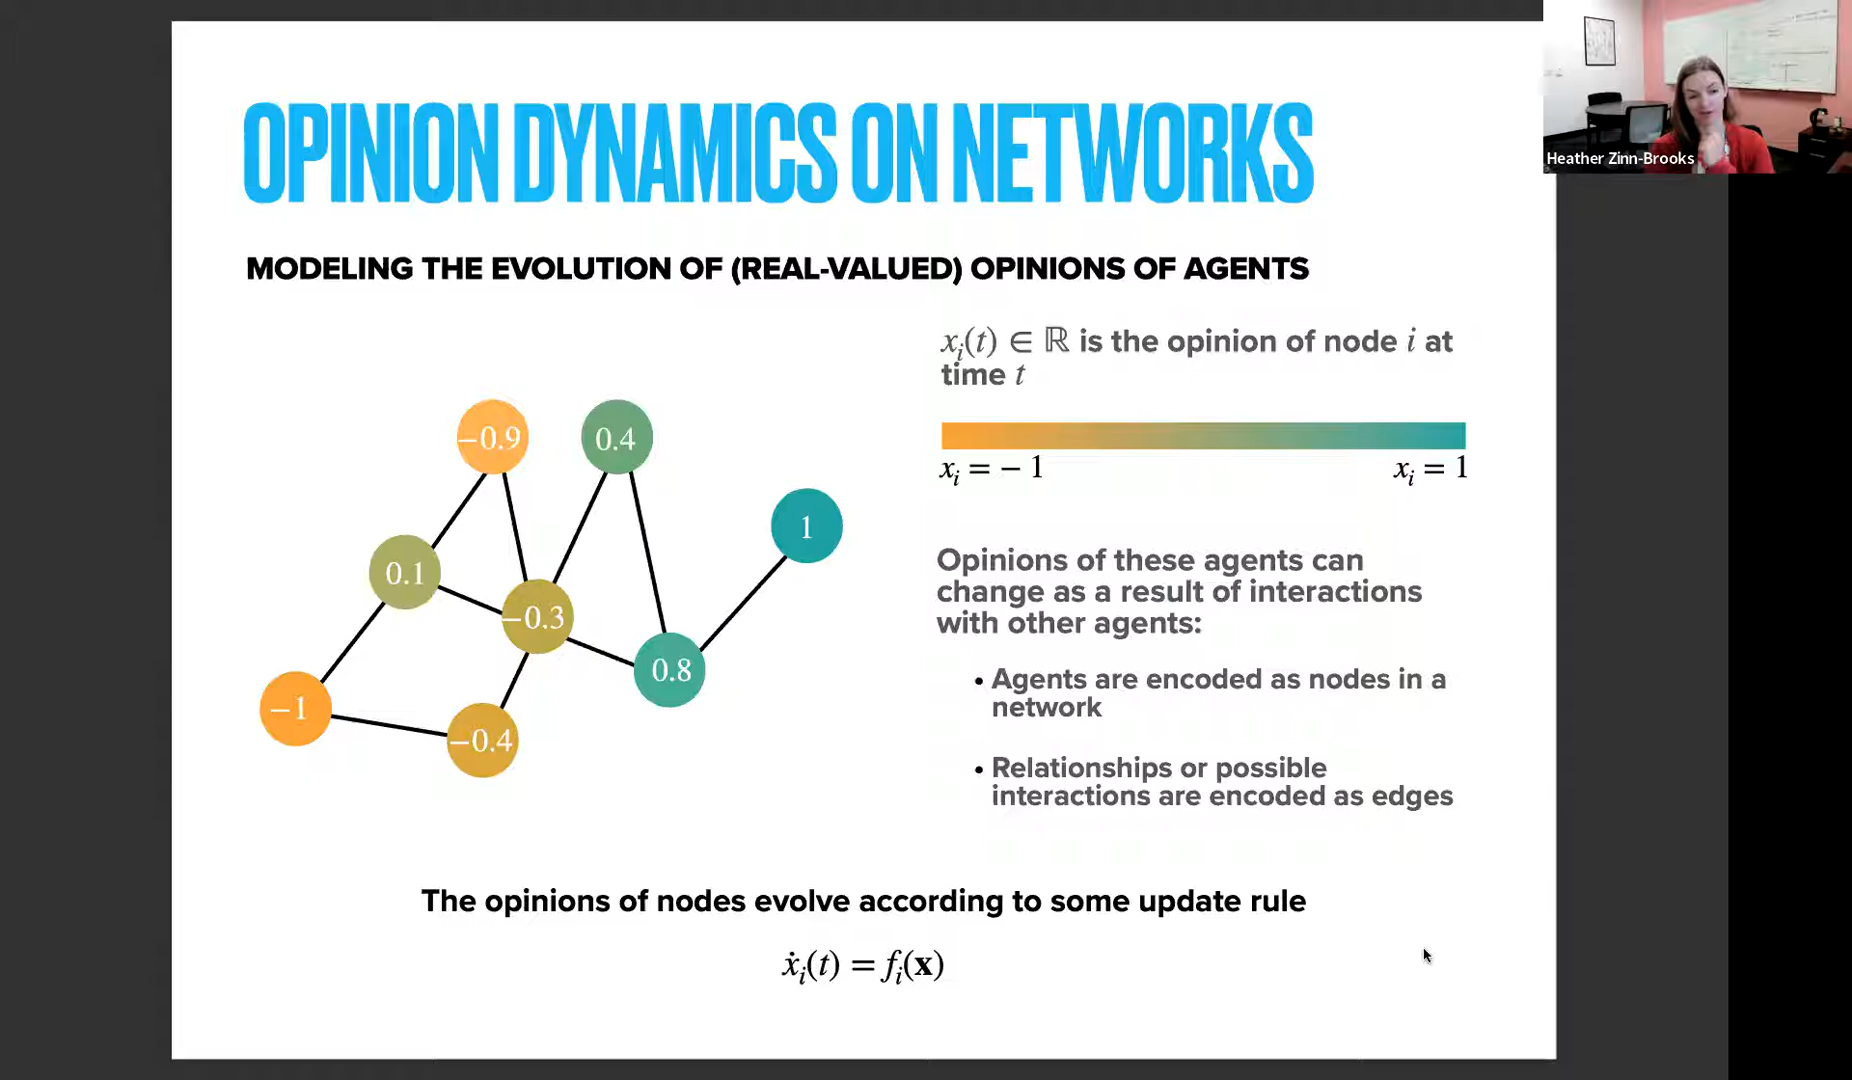 OPINION DYNAMICS ON NETWORKS
MODELING THE EVOLUTION OF (REAL-VALUED) OPINIONS OF AGENTS
xᵢ(t) ∈ ℝ is the opinion of node i at
time t
xᵢ = − 1
xᵢ = 1
−0.9
0.4
1
0.1
−0.3
0.8
−1
−0.4
Opinions of these agents can
change as a result of interactions
with other agents:
• Agents are encoded as nodes in a
network
• Relationships or possible
interactions are encoded as edges
The opinions of nodes evolve according to some update rule
ẋᵢ(t) = fᵢ(𝐱)
Heather Zinn-Brooks